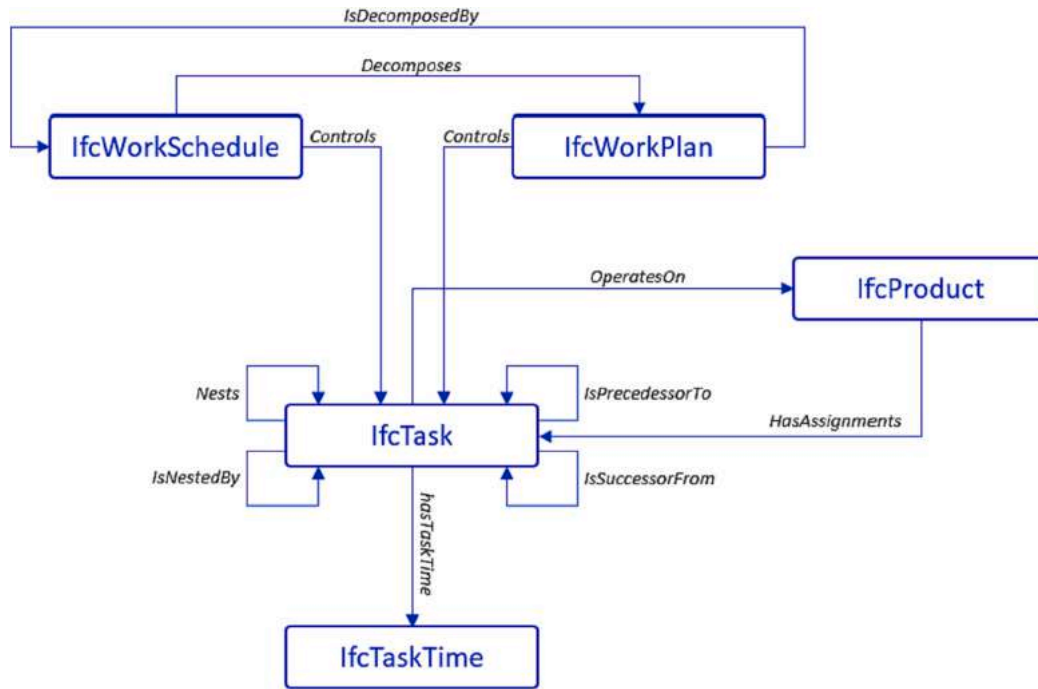 IsDecomposedBy
Decomposes
IfcWorkSchedule
Controls
Controls
IfcWorkPlan
OperatesOn
IfcProduct
Nests
IsPrecedessorTo
IfcTask
HasAssignments
IsNestedBy
IsSuccessorFrom
hasTaskTime
IfcTaskTime